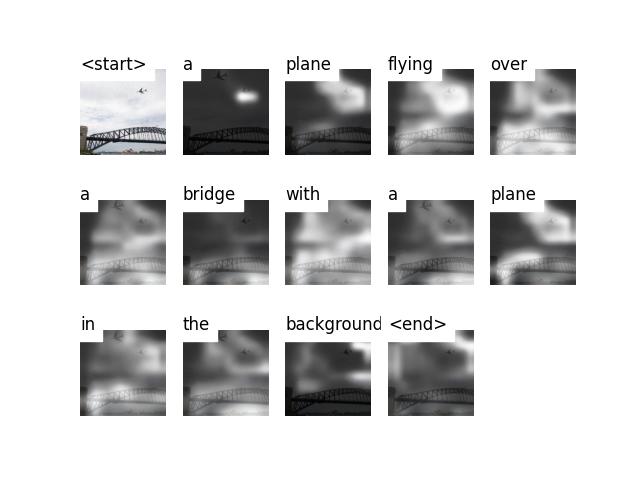 <start> a plane flying over
a bridge with a plane
in the background <end>